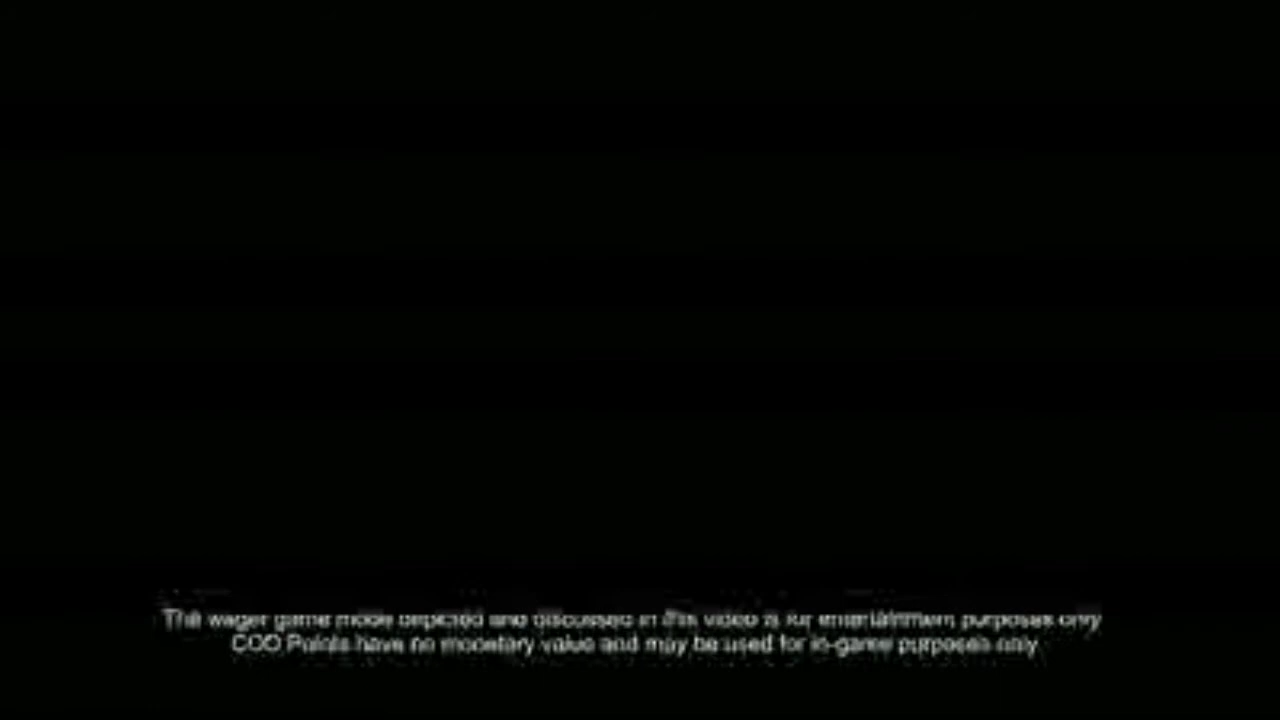 The wager game mode depicted and discussed in this video is for entertainment purposes only
COD Points have no monetary value and may be used for in-game purposes only